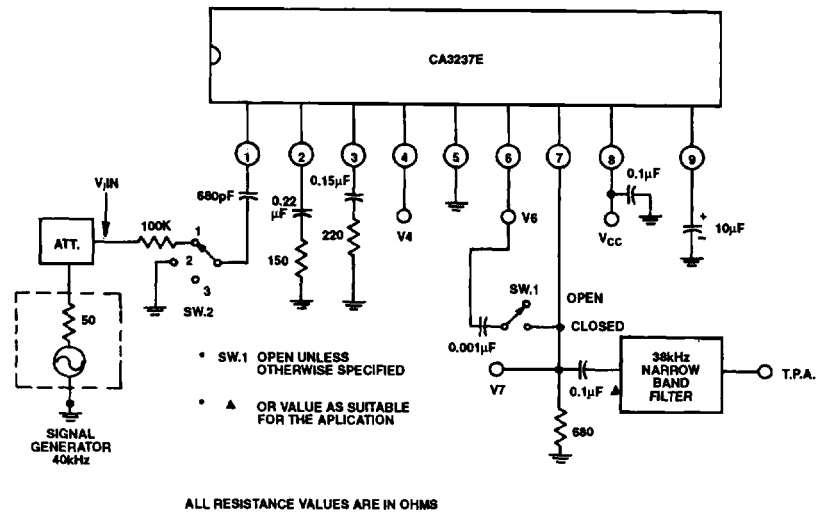 CA3237E
1 2 3 4 5 6 7 8 9
680pF
0.22
µF
0.15µF
0.1µF
VjIN
100K
1
2
3
SW.2
ATT.
50
150
220
V4
V6
VCC
+
-
10µF
SW.1
OPEN
CLOSED
0.001µF
V7
0.1µF
▲
38kHz
NARROW
BAND
FILTER
T.P.A.
680
SIGNAL
GENERATOR
40kHz
* SW.1 OPEN UNLESS
OTHERWISE SPECIFIED
* ▲ OR VALUE AS SUITABLE
FOR THE APLICATION
ALL RESISTANCE VALUES ARE IN OHMS